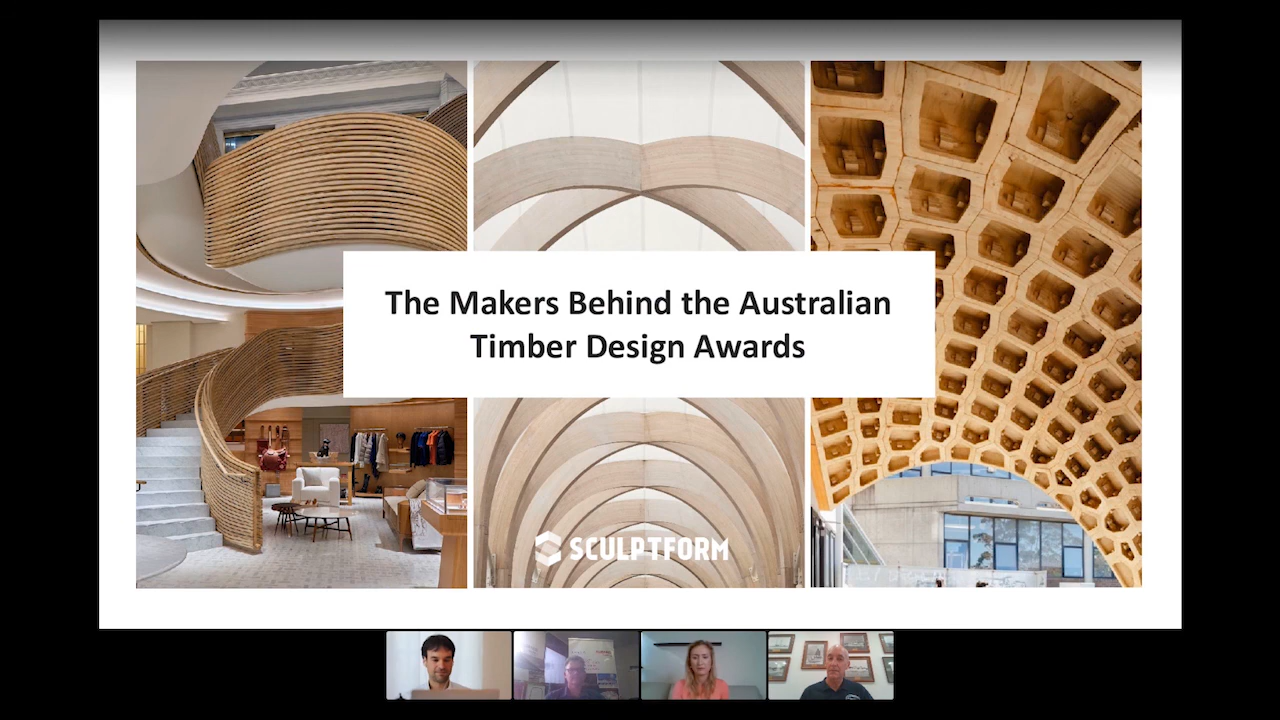 The Makers Behind the Australian
Timber Design Awards
SCULPTFORM